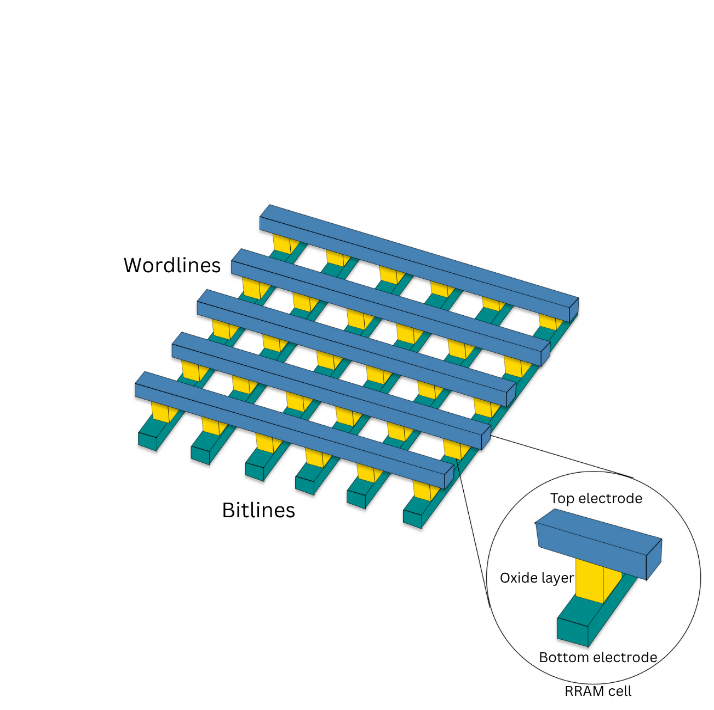 Wordlines
Bitlines
Top electrode
Oxide layer
Bottom electrode
RRAM cell